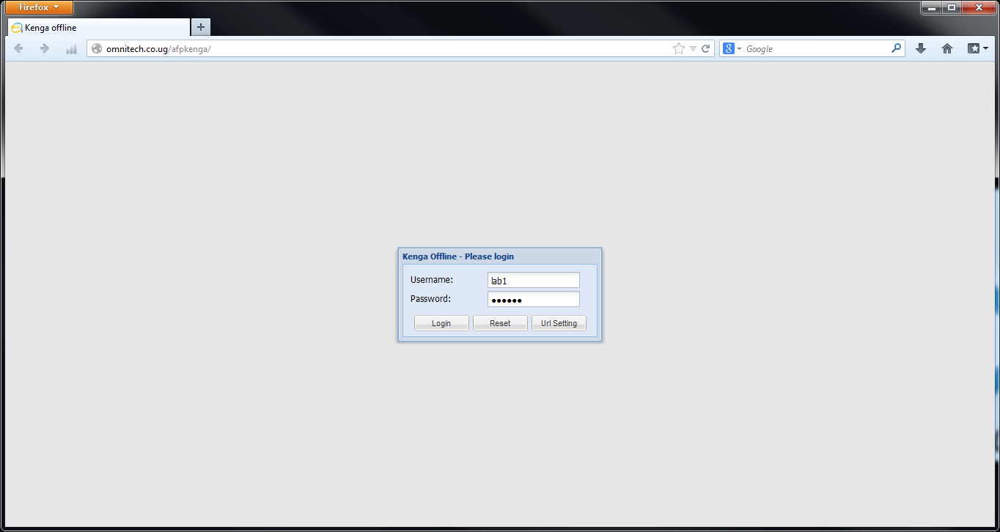 Firefox
Kenga offline
omnitech.co.ug/afpkenga/
Google
Kenga Offline - Please login
Username: lab1
Password: ●●●●●●
Login Reset Url Setting